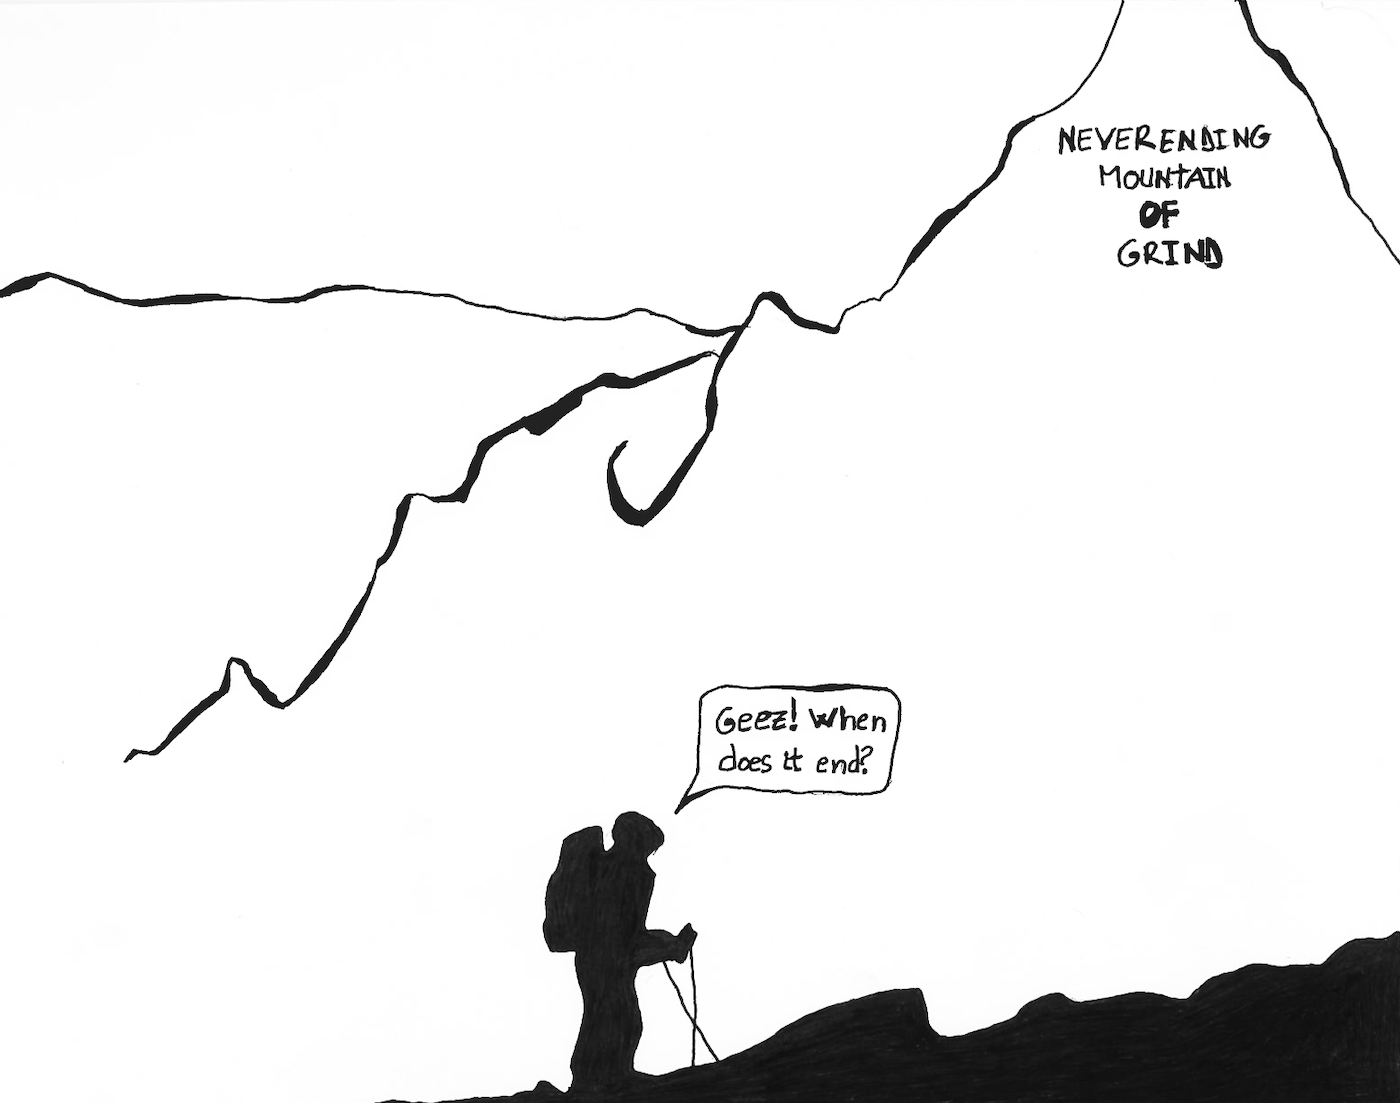 NEVERENDING
MOUNTAIN
OF
GRIND
Geez! When
does it end?